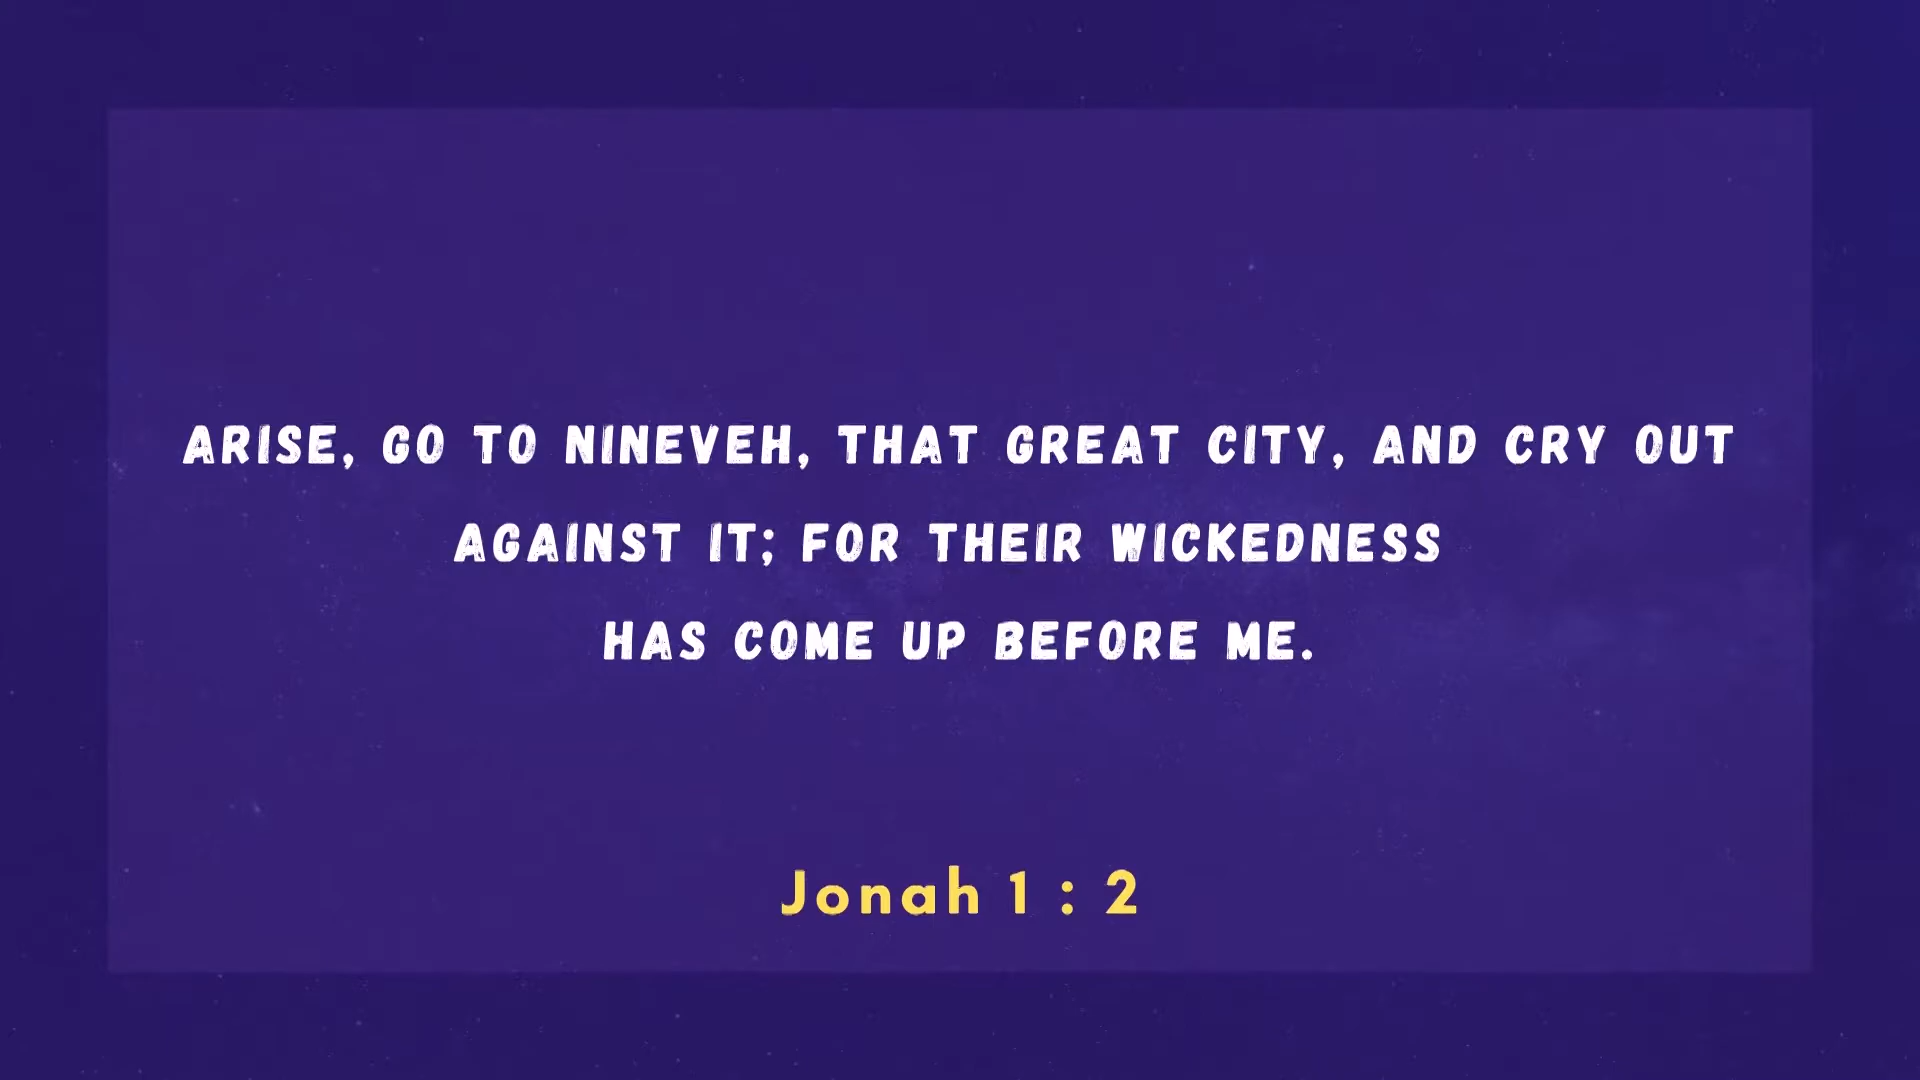 ARISE, GO TO NINEVEH, THAT GREAT CITY, AND CRY OUT
AGAINST IT; FOR THEIR WICKEDNESS
HAS COME UP BEFORE ME.
Jonah 1 : 2